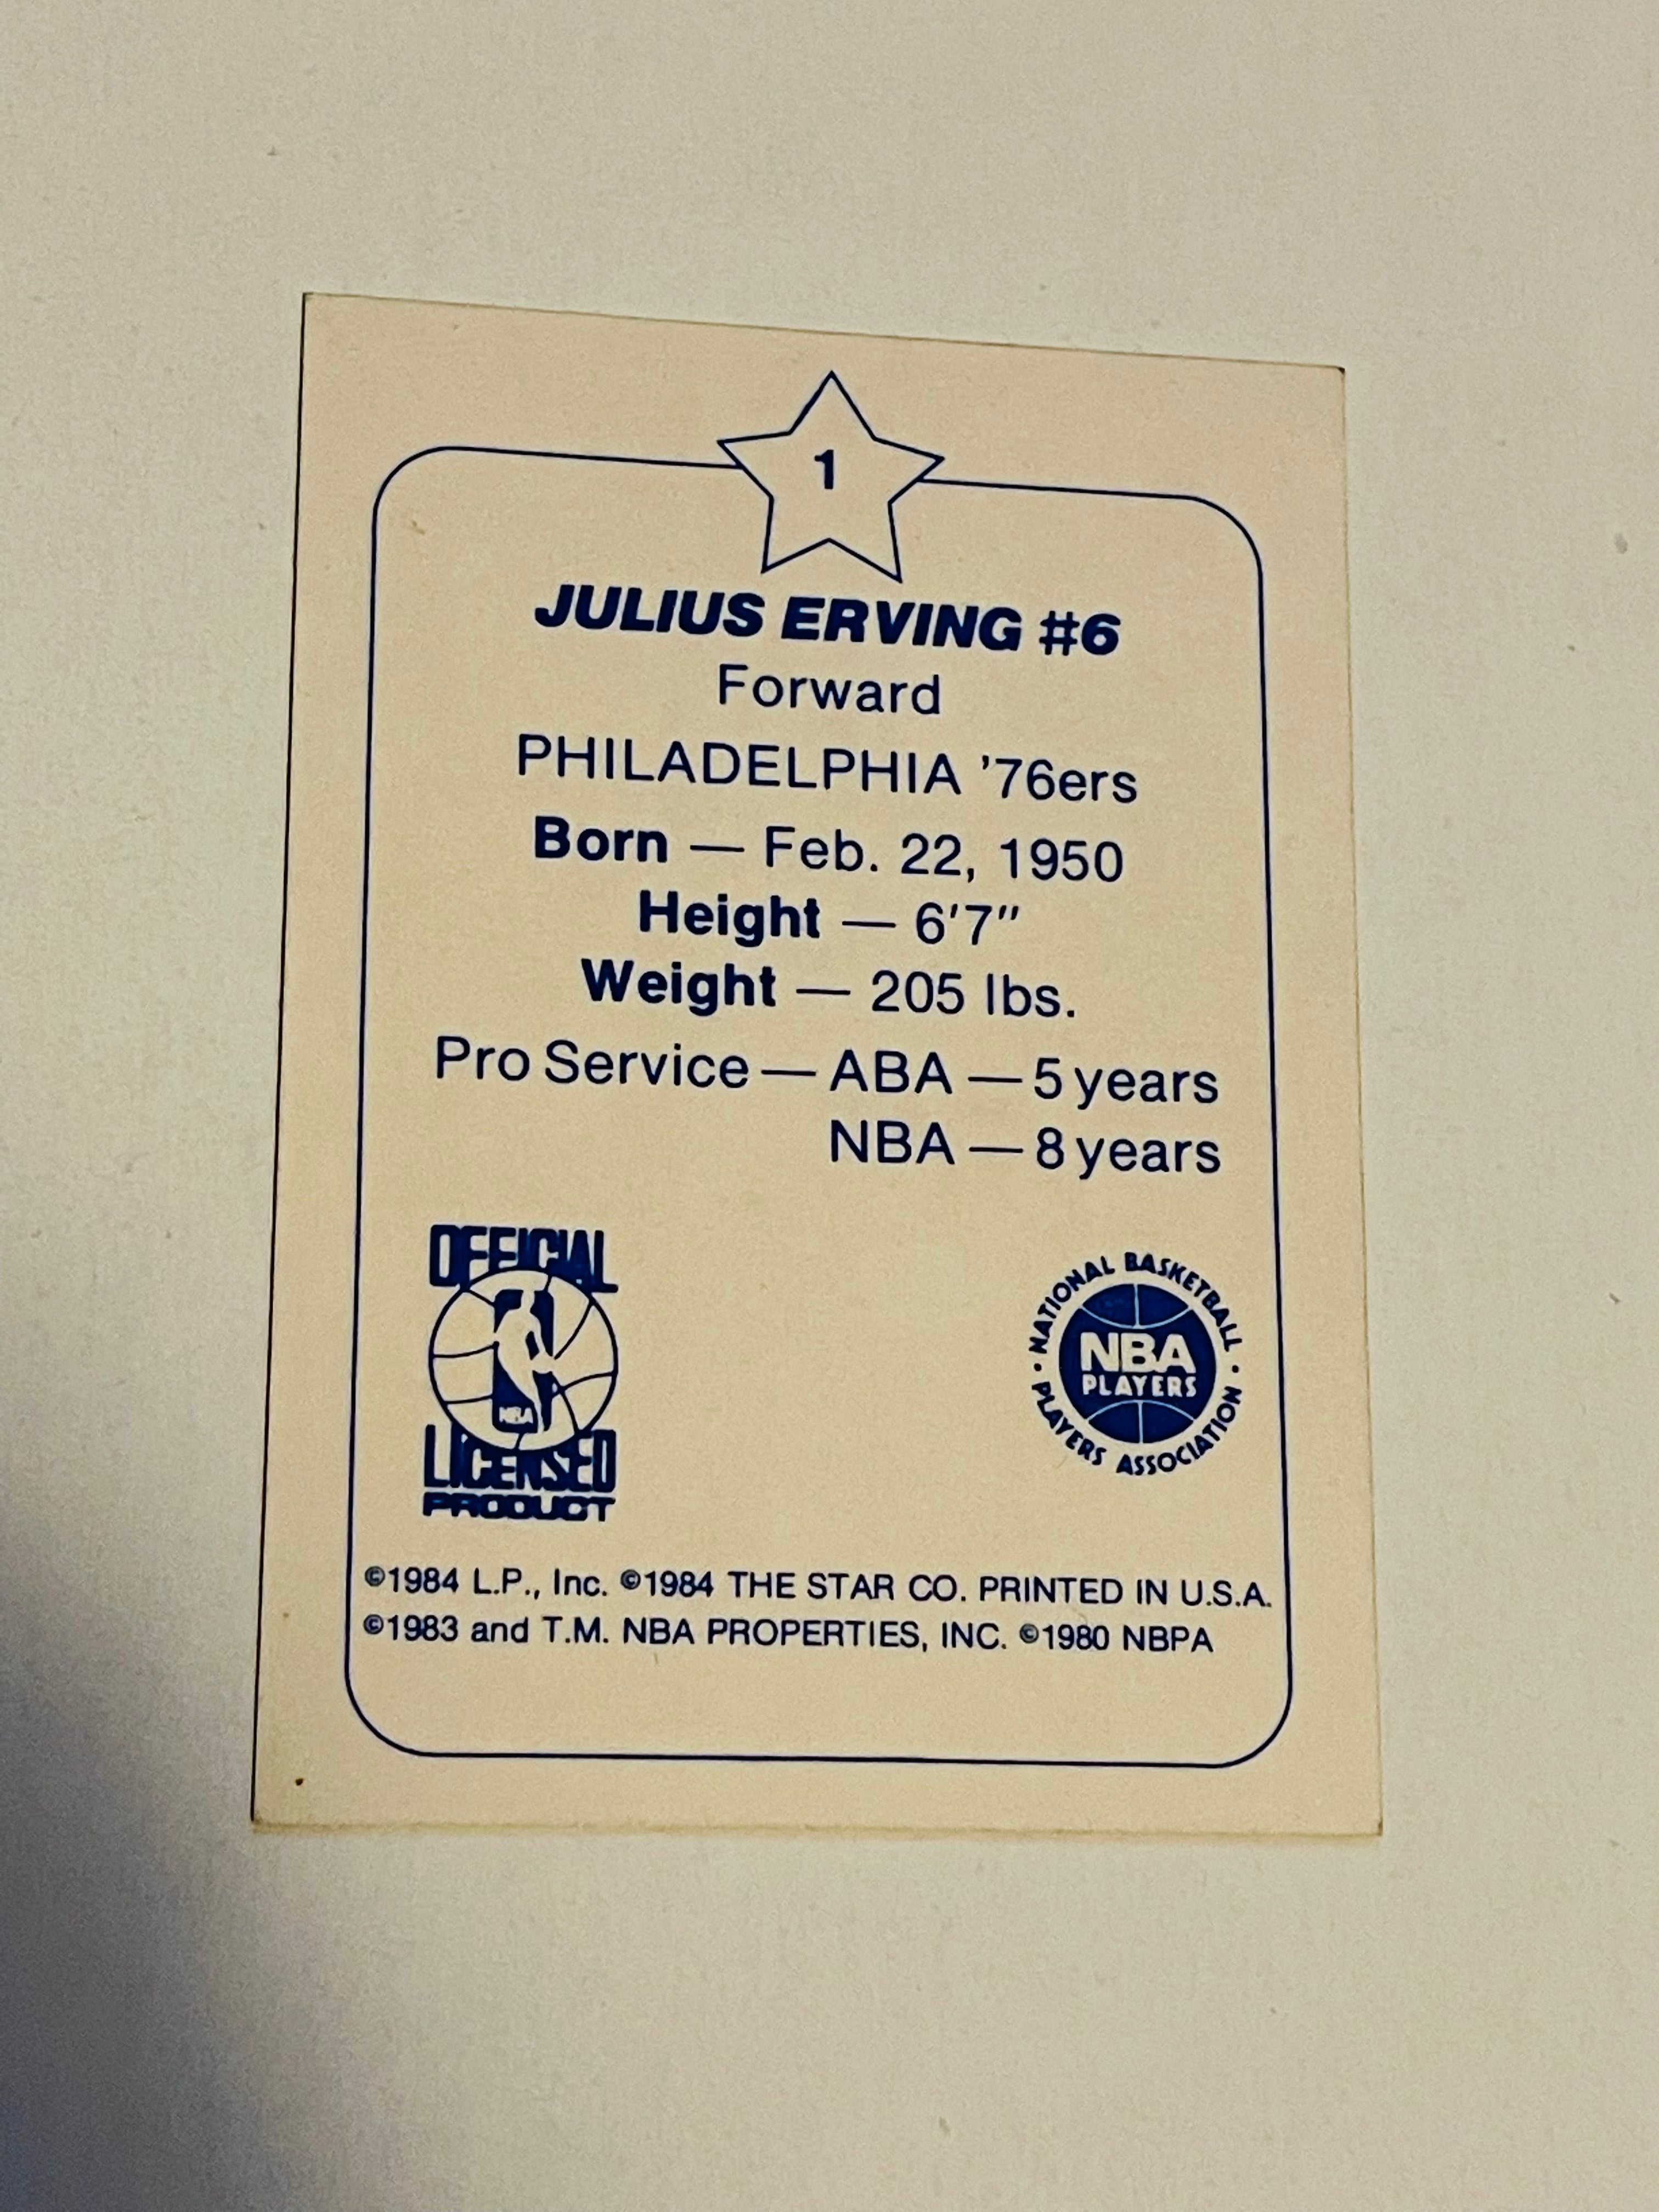 1
JULIUS ERVING #6
Forward
PHILADELPHIA '76ers
Born — Feb. 22, 1950
Height — 6'7"
Weight — 205 lbs.
Pro Service — ABA — 5 years
NBA — 8 years
OFFICIAL
NBA
LICENSED
PRODUCT
NATIONAL BASKETBALL
NBA
PLAYERS
PLAYERS ASSOCIATION
©1984 L.P., Inc. ©1984 THE STAR CO. PRINTED IN U.S.A.
©1983 and T.M. NBA PROPERTIES, INC. ©1980 NBPA